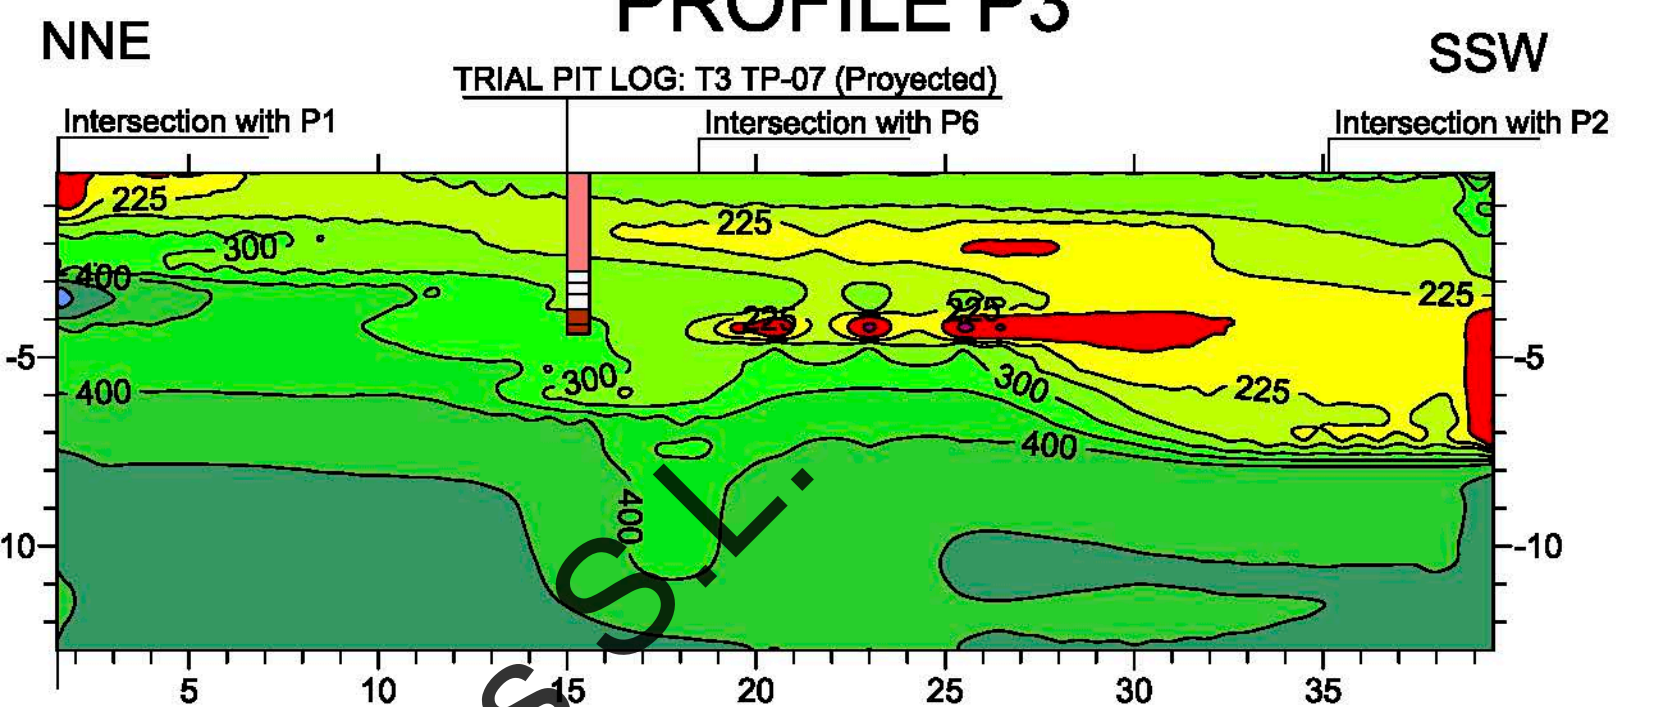 PROFILE P3
NNE
SSW
TRIAL PIT LOG: T3 TP-07 (Proyected)
Intersection with P1
Intersection with P6
Intersection with P2
225
225
300
400
225
225
225
-5
-5
300
300
225
400
400
400
10
-10
S.L.
S
5
10
15
20
25
30
35